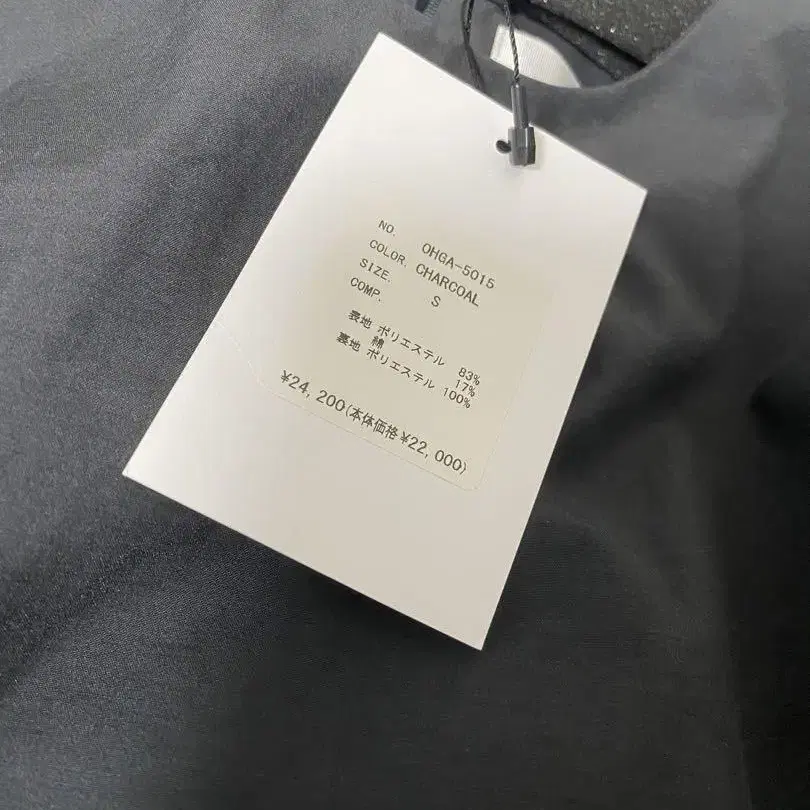 NO. OHGA-5015
COLOR. CHARCOAL
SIZE. S
COMP.
表地 ポリエステル 83%
綿 17%
裏地 ポリエステル 100%
¥24,200(本体価格¥22,000)